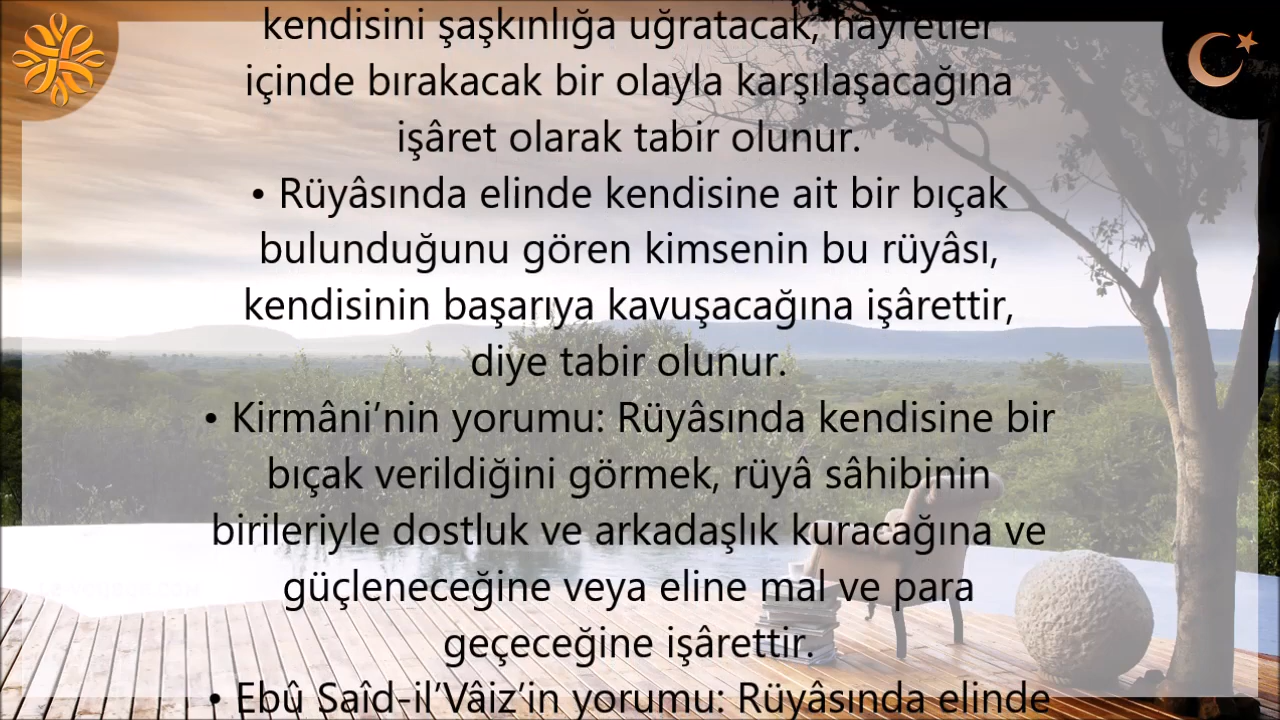 kendisini şaşkınlığa uğratacak, hayretler
içinde bırakacak bir olayla karşılaşacağına
işâret olarak tabir olunur.
• Rüyâsında elinde kendisine ait bir bıçak
bulunduğunu gören kimsenin bu rüyâsı,
kendisinin başarıya kavuşacağına işârettir,
diye tabir olunur.
• Kirmâni’nin yorumu: Rüyâsında kendisine bir
bıçak verildiğini görmek, rüyâ sâhibinin
birileriyle dostluk ve arkadaşlık kuracağına ve
güçleneceğine veya eline mal ve para
geçeceğine işârettir.
• Ebû Saîd-il’Vâiz’in yorumu: Rüyâsında elinde